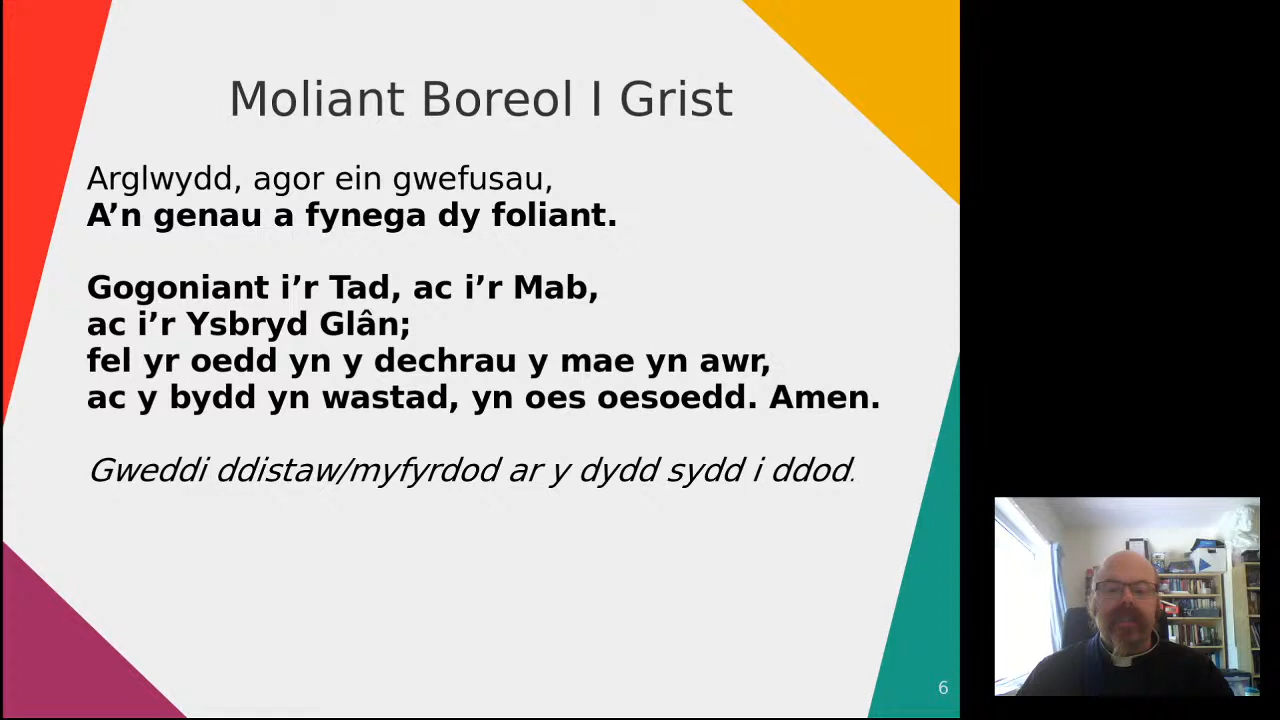 Moliant Boreol I Grist
Arglwydd, agor ein gwefusau,
A’n genau a fynega dy foliant.
Gogoniant i’r Tad, ac i’r Mab,
ac i’r Ysbryd Glân;
fel yr oedd yn y dechrau y mae yn awr,
ac y bydd yn wastad, yn oes oesoedd. Amen.
Gweddi ddistaw/myfyrdod ar y dydd sydd i ddod.
6